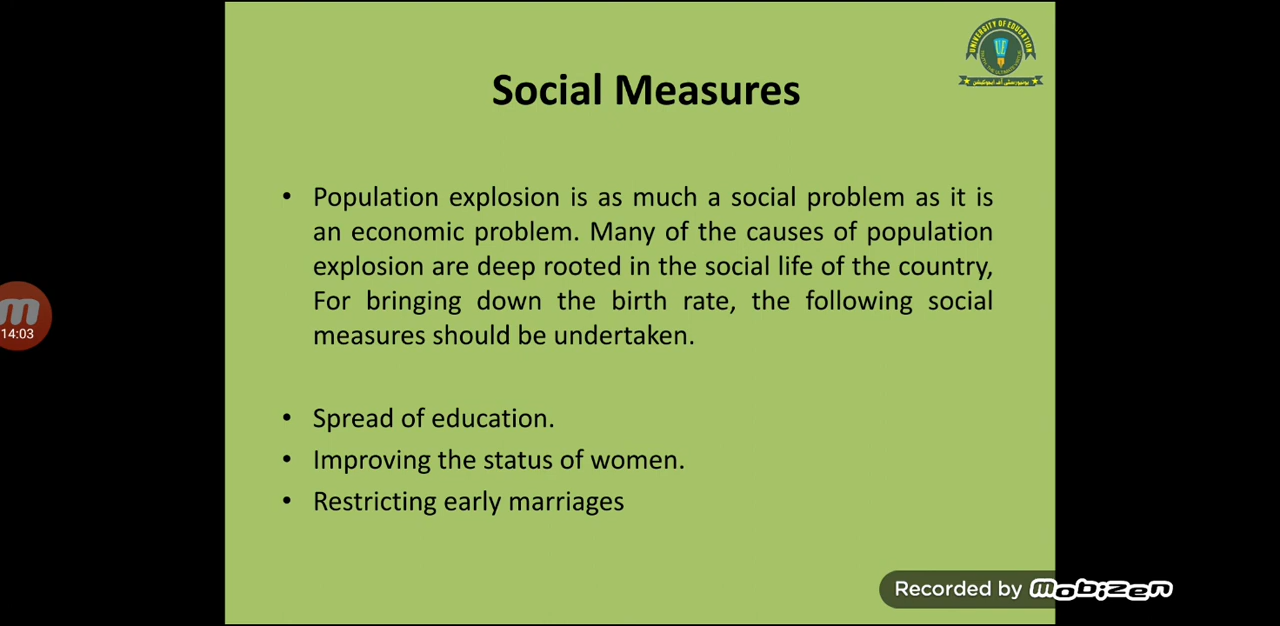 UNIVERSITY OF EDUCATION
Social Measures
• Population explosion is as much a social problem as it is
an economic problem. Many of the causes of population
explosion are deep rooted in the social life of the country,
For bringing down the birth rate, the following social
measures should be undertaken.
• Spread of education.
• Improving the status of women.
• Restricting early marriages
14:03
Recorded by mobizen